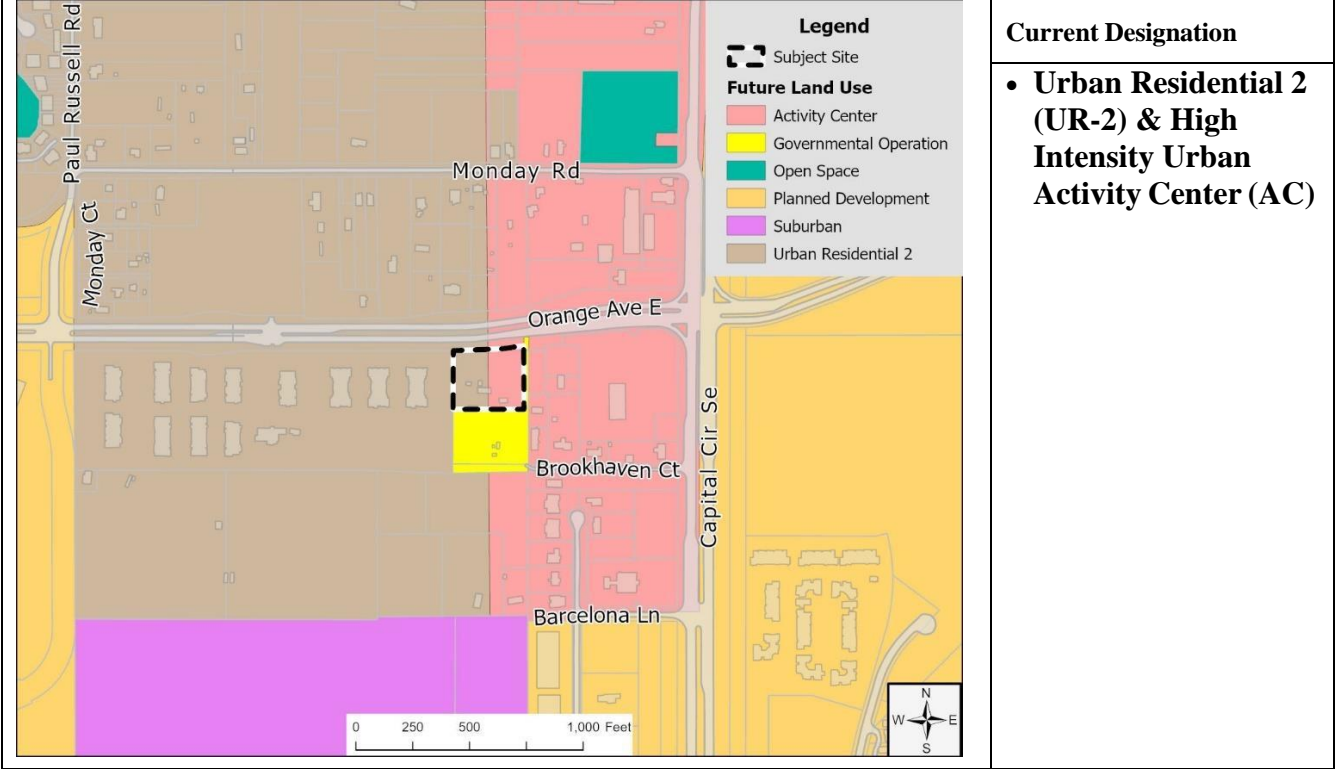 Paul Russell Rd
Monday Ct
Monday Rd
Orange Ave E
Capital Cir Se
Brookhaven Ct
Barcelona Ln
Legend
Subject Site
Future Land Use
Activity Center
Governmental Operation
Open Space
Planned Development
Suburban
Urban Residential 2
0 250 500 1,000 Feet
N
W E
S
Current Designation
• Urban Residential 2
(UR-2) & High
Intensity Urban
Activity Center (AC)